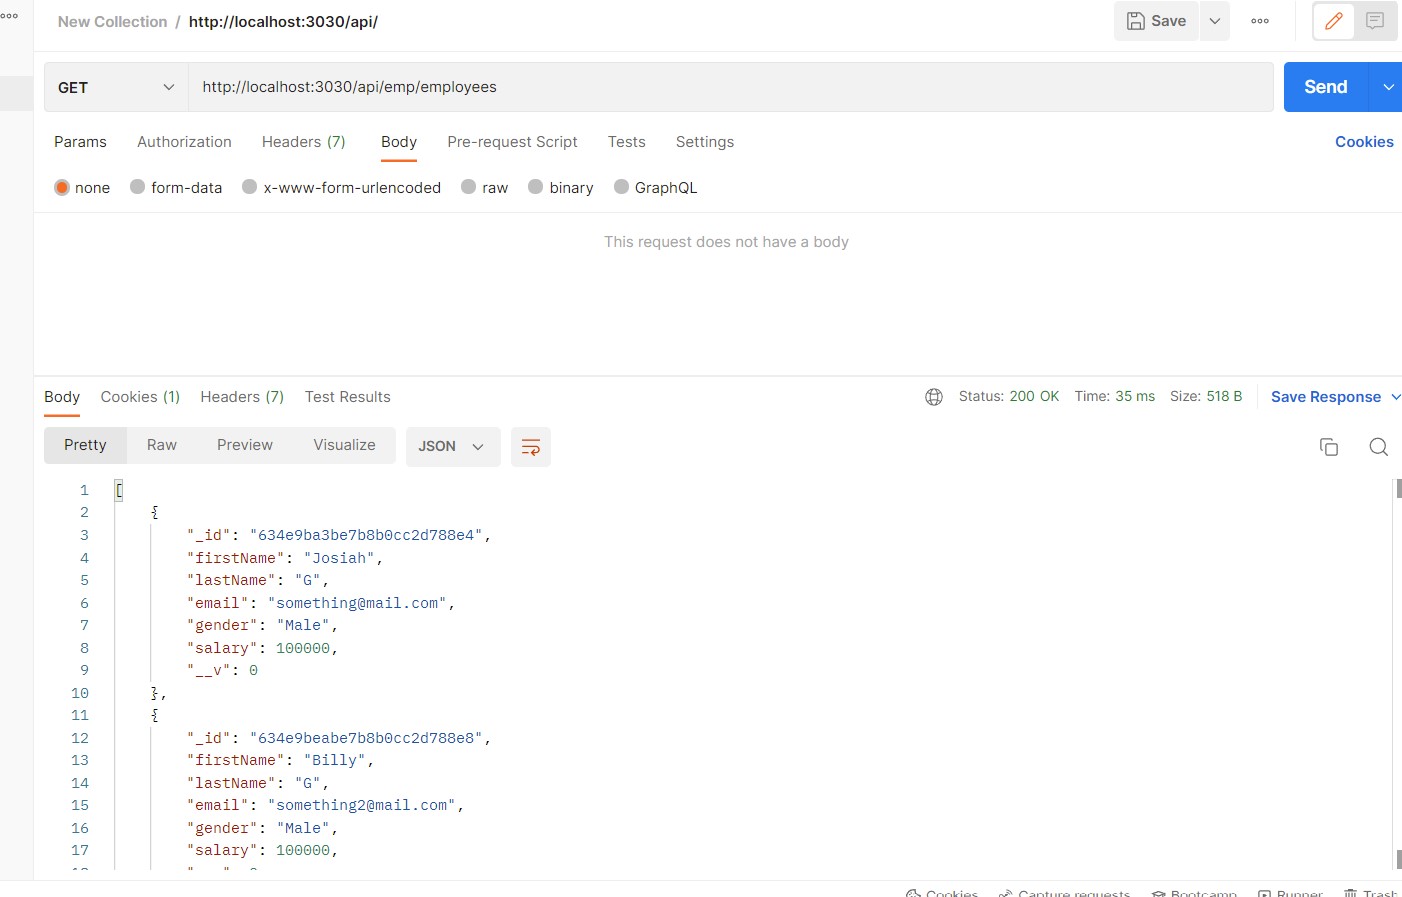 New Collection / http://localhost:3030/api/
Save
GET http://localhost:3030/api/emp/employees Send
Params Authorization Headers (7) Body Pre-request Script Tests Settings Cookies
none form-data x-www-form-urlencoded raw binary GraphQL
This request does not have a body
Body Cookies (1) Headers (7) Test Results Status: 200 OK Time: 35 ms Size: 518 B Save Response
Pretty Raw Preview Visualize JSON
1 [
2 {
3 "_id": "634e9ba3be7b8b0cc2d788e4",
4 "firstName": "Josiah",
5 "lastName": "G",
6 "email": "something@mail.com",
7 "gender": "Male",
8 "salary": 100000,
9 "__v": 0
10 },
11 {
12 "_id": "634e9beabe7b8b0cc2d788e8",
13 "firstName": "Billy",
14 "lastName": "G",
15 "email": "something2@mail.com",
16 "gender": "Male",
17 "salary": 100000,
Cookies Capture requests Bootcamp Runner Trash